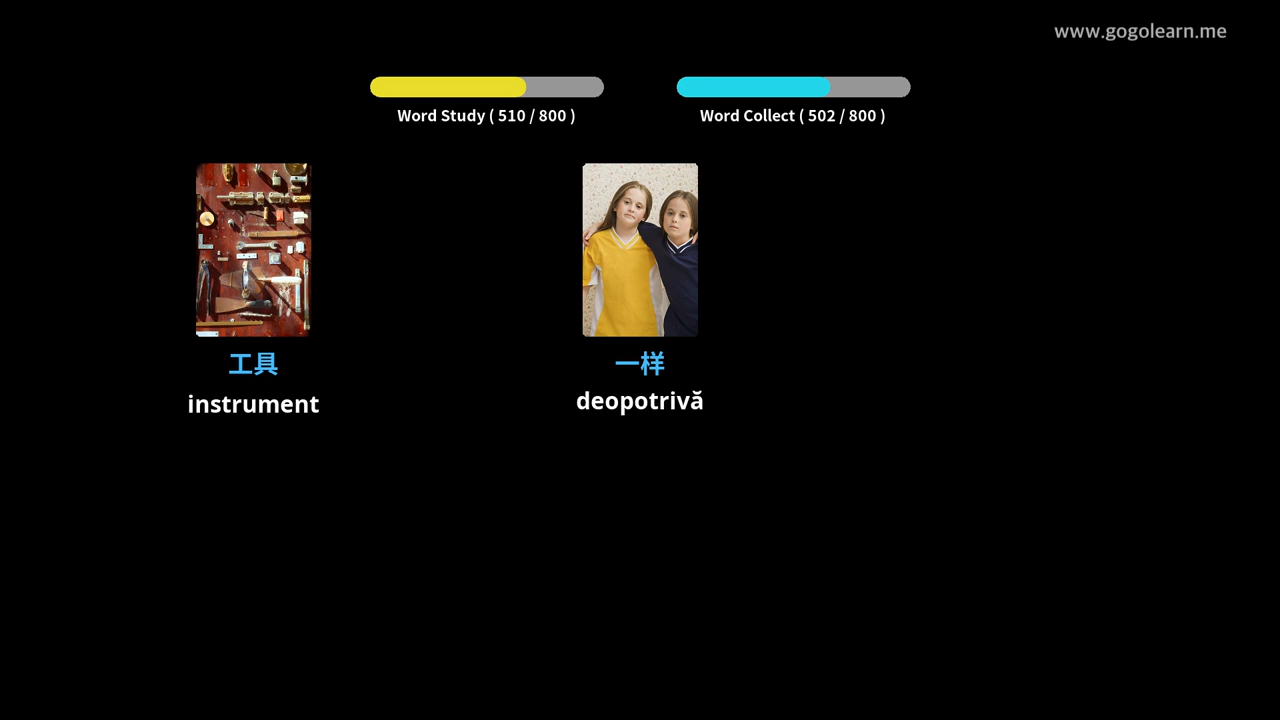 www.gogolearn.me
Word Study ( 510 / 800 )
Word Collect ( 502 / 800 )
工具
instrument
一样
deopotrivă